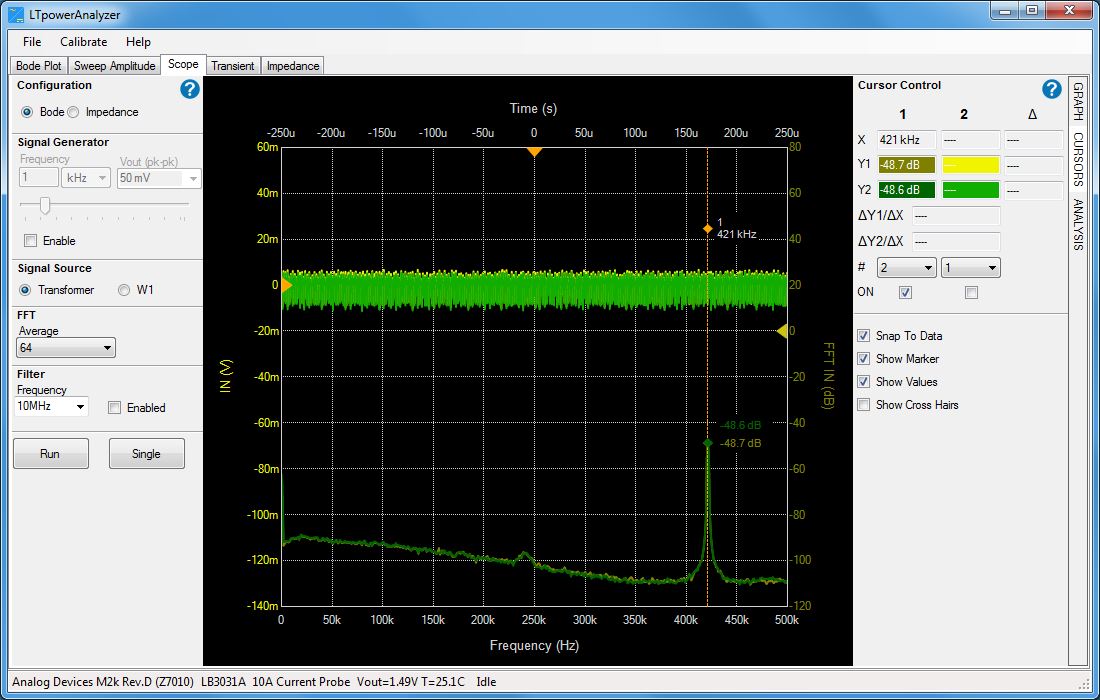 LTpowerAnalyzer
File Calibrate Help
Bode Plot Sweep Amplitude Scope Transient Impedance
Configuration
?
Bode Impedance
Signal Generator
Frequency
Vout (pk-pk)
1 kHz 50 mV
Enable
Signal Source
Transformer W1
FFT
Average
64
Filter
Frequency
10MHz Enabled
Run Single
Time (s)
-250u -200u -150u -100u -50u 0 50u 100u 150u 200u 250u
60m
40m
20m
0
-20m
-40m
-60m
-80m
-100m
-120m
-140m
IN (V)
80
60
40
20
0
-20
-40
-60
-80
-100
-120
FFT IN (dB)
1
421 kHz
-48.6 dB
-48.7 dB
0 50k 100k 150k 200k 250k 300k 350k 400k 450k 500k
Frequency (Hz)
Cursor Control
?
1 2 Δ
X 421 kHz ---- ----
Y1 -48.7 dB ---- ----
Y2 -48.6 dB ---- ----
ΔY1/ΔX ----
ΔY2/ΔX ----
# 2 1
ON
Snap To Data
Show Marker
Show Values
Show Cross Hairs
GRAPH
CURSORS
ANALYSIS
Analog Devices M2k Rev.D (Z7010) LB3031A 10A Current Probe Vout=1.49V T=25.1C Idle